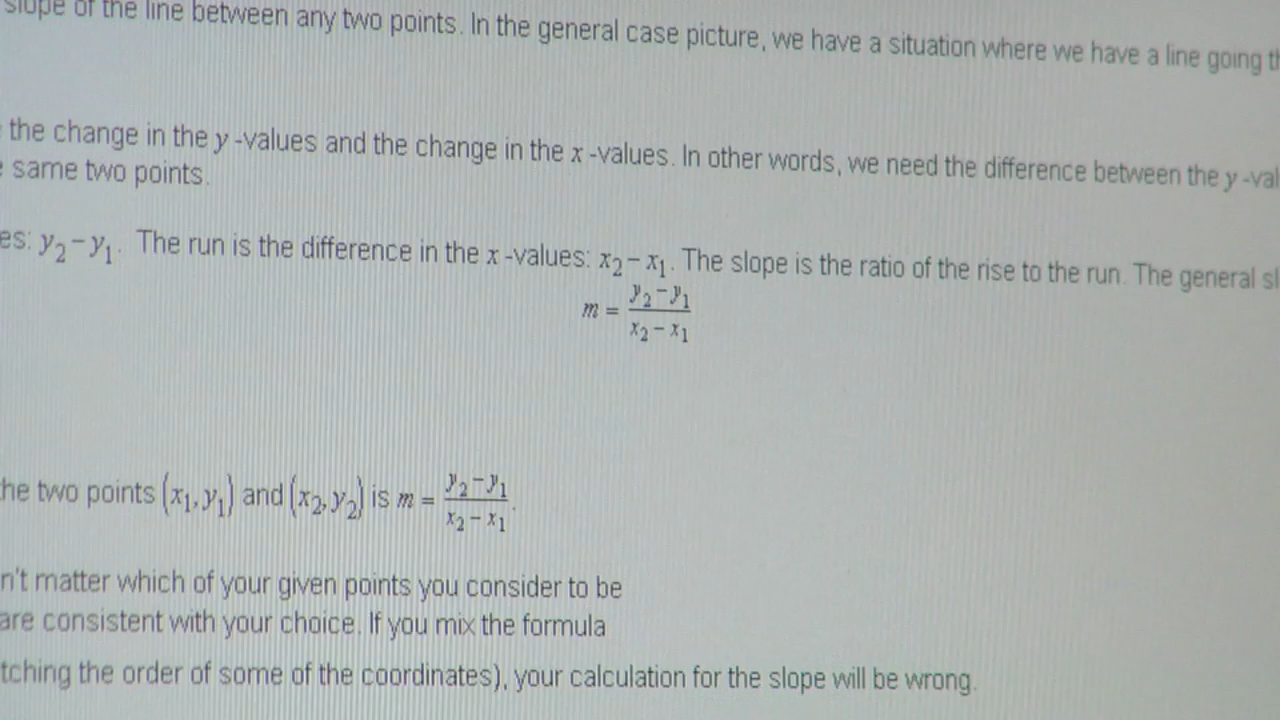 slope of the line between any two points. In the general case picture, we have a situation where we have a line going
the change in the y-values and the change in the x-values. In other words, we need the difference between the
same two points.
y₂ − y₁. The run is the difference in the x-values: x₂ − x₁. The slope is the ratio of the rise to the run. The general
m = (y₂ − y₁)/(x₂ − x₁)
the two points (x₁, y₁) and (x₂, y₂) is m = (y₂ − y₁)/(x₂ − x₁).
n't matter which of your given points you consider to be
are consistent with your choice. If you mix the formula
tching the order of some of the coordinates), your calculation for the slope will be wrong.